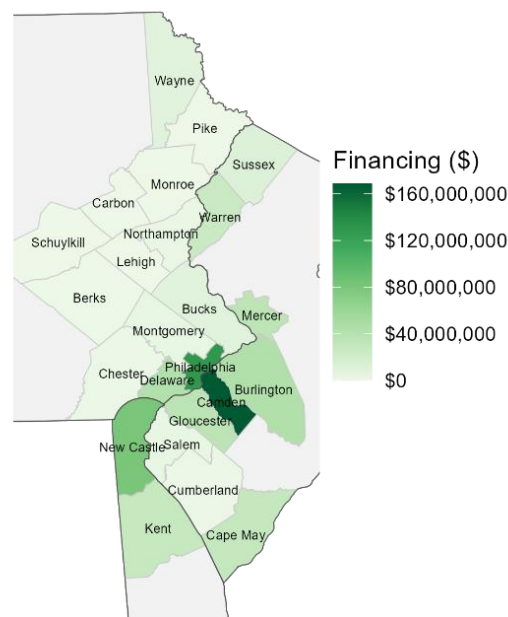 Wayne
Pike
Sussex
Monroe
Carbon
Warren
Northampton
Schuylkill
Lehigh
Berks
Bucks
Mercer
Montgomery
Philadelphia
Chester
Delaware
Burlington
Camden
Gloucester
New Castle
Salem
Cumberland
Kent
Cape May
Financing ($)
$160,000,000
$120,000,000
$80,000,000
$40,000,000
$0